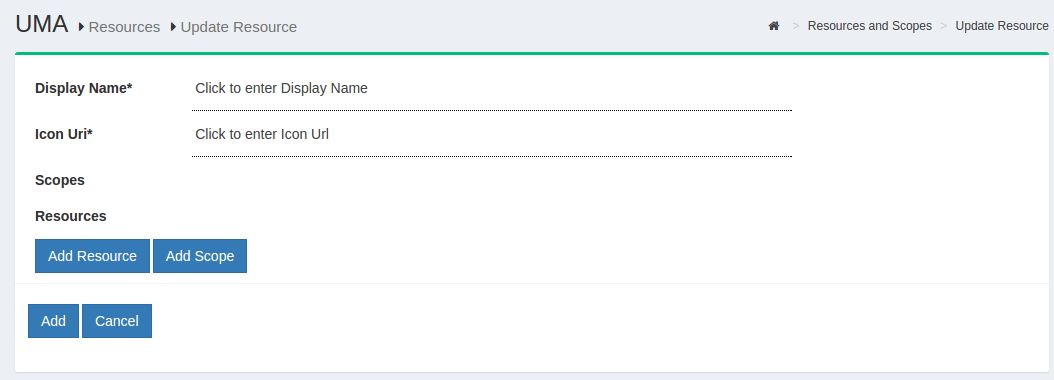 UMA Resources Update Resource
> Resources and Scopes > Update Resource
Display Name* Click to enter Display Name
Icon Uri* Click to enter Icon Url
Scopes
Resources
Add Resource Add Scope
Add Cancel